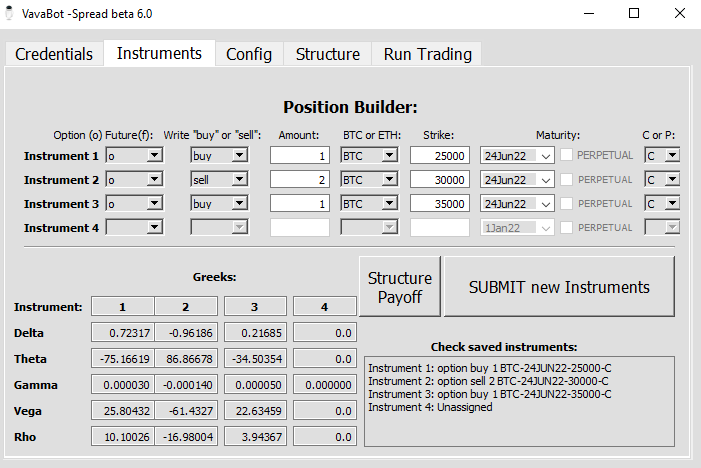 VavaBot -Spread beta 6.0
Credentials Instruments Config Structure Run Trading
Position Builder:
Option (o) Future(f): Write "buy" or "sell": Amount: BTC or ETH: Strike: Maturity: C or P:
Instrument 1 o buy 1 BTC 25000 24Jun22 PERPETUAL C
Instrument 2 o sell 2 BTC 30000 24Jun22 PERPETUAL C
Instrument 3 o buy 1 BTC 35000 24Jun22 PERPETUAL C
Instrument 4 1Jan22 PERPETUAL
Greeks:
Structure
Payoff
SUBMIT new Instruments
Instrument: 1 2 3 4
Delta 0.72317 -0.96186 0.21685 0.0
Theta -75.16619 86.86678 -34.50354 0.0
Gamma 0.000030 -0.000140 0.000050 0.000000
Vega 25.80432 -61.4327 22.63459 0.0
Rho 10.10026 -16.98004 3.94367 0.0
Check saved instruments:
Instrument 1: option buy 1 BTC-24JUN22-25000-C
Instrument 2: option sell 2 BTC-24JUN22-30000-C
Instrument 3: option buy 1 BTC-24JUN22-35000-C
Instrument 4: Unassigned